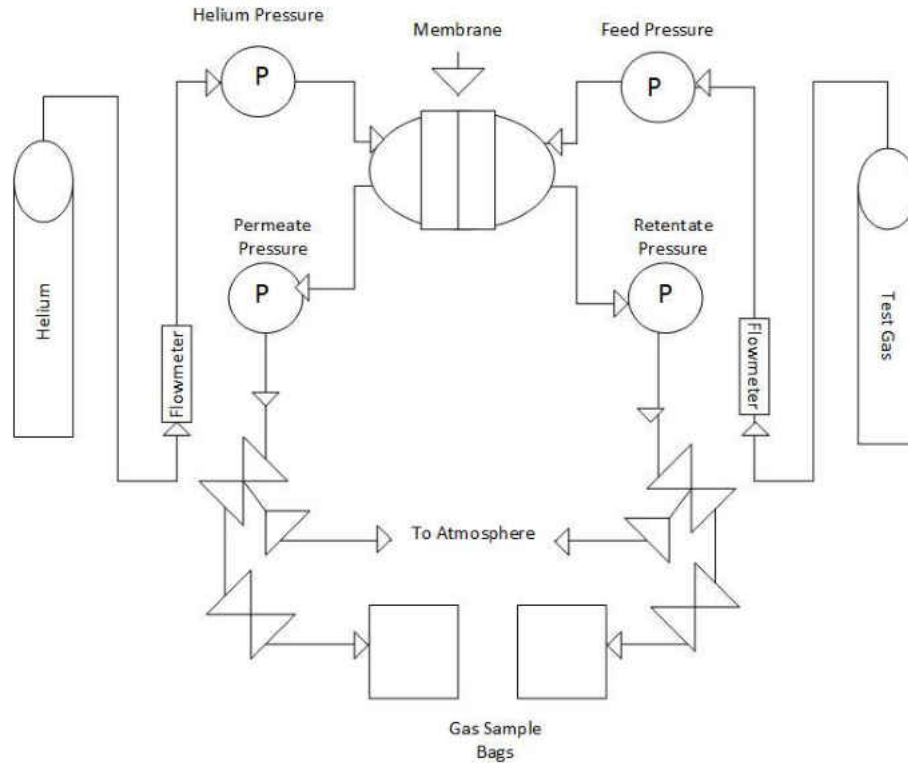 Helium Pressure
Membrane
Feed Pressure
P
P
Permeate
Pressure
Retentate
Pressure
P
P
Helium
Flowmeter
Flowmeter
Test Gas
To Atmosphere
Gas Sample
Bags